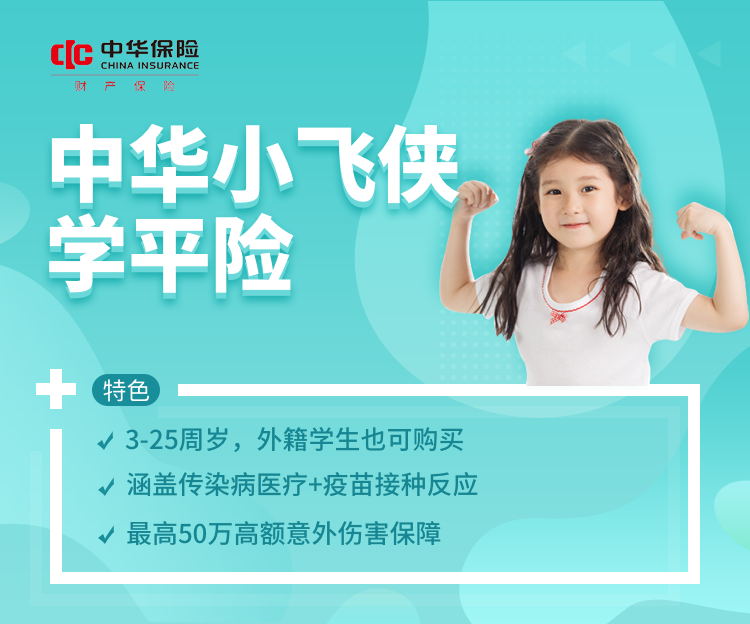 中华保险
CHINA INSURANCE
财产保险
中华小飞侠
学平险
特色
3-25周岁，外籍学生也可购买
涵盖传染病医疗+疫苗接种反应
最高50万高额意外伤害保障